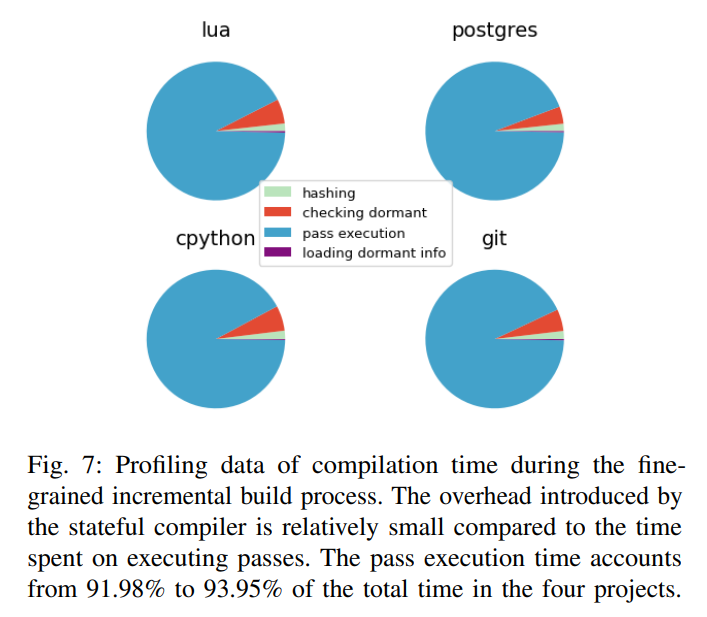 lua
postgres
hashing
checking dormant
pass execution
loading dormant info
cpython
git
Fig. 7: Profiling data of compilation time during the fine-
grained incremental build process. The overhead introduced by
the stateful compiler is relatively small compared to the time
spent on executing passes. The pass execution time accounts
from 91.98% to 93.95% of the total time in the four projects.